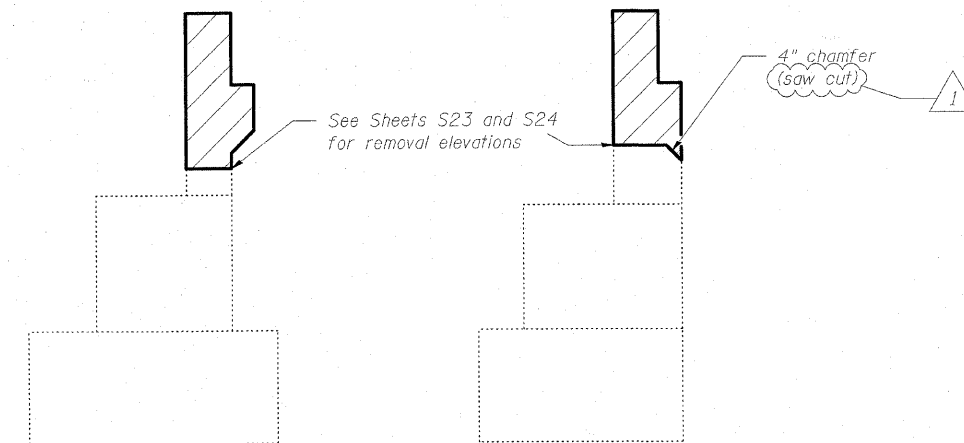 4" chamfer
(saw cut)
1
See Sheets S23 and S24
for removal elevations